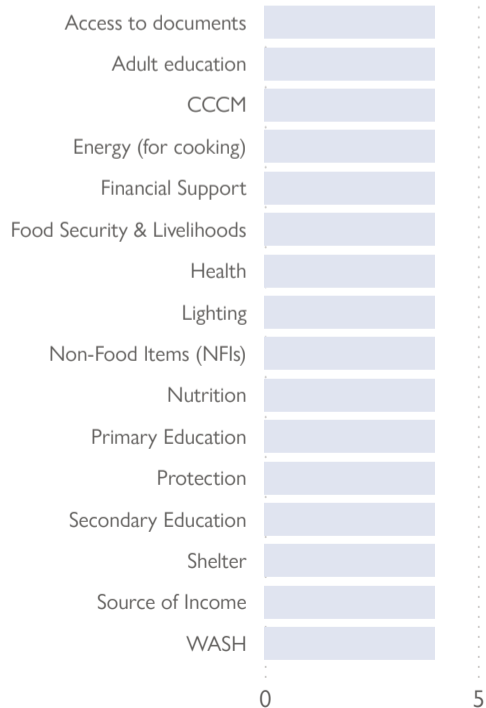 Access to documents
Adult education
CCCM
Energy (for cooking)
Financial Support
Food Security & Livelihoods
Health
Lighting
Non-Food Items (NFIs)
Nutrition
Primary Education
Protection
Secondary Education
Shelter
Source of Income
WASH
0 5